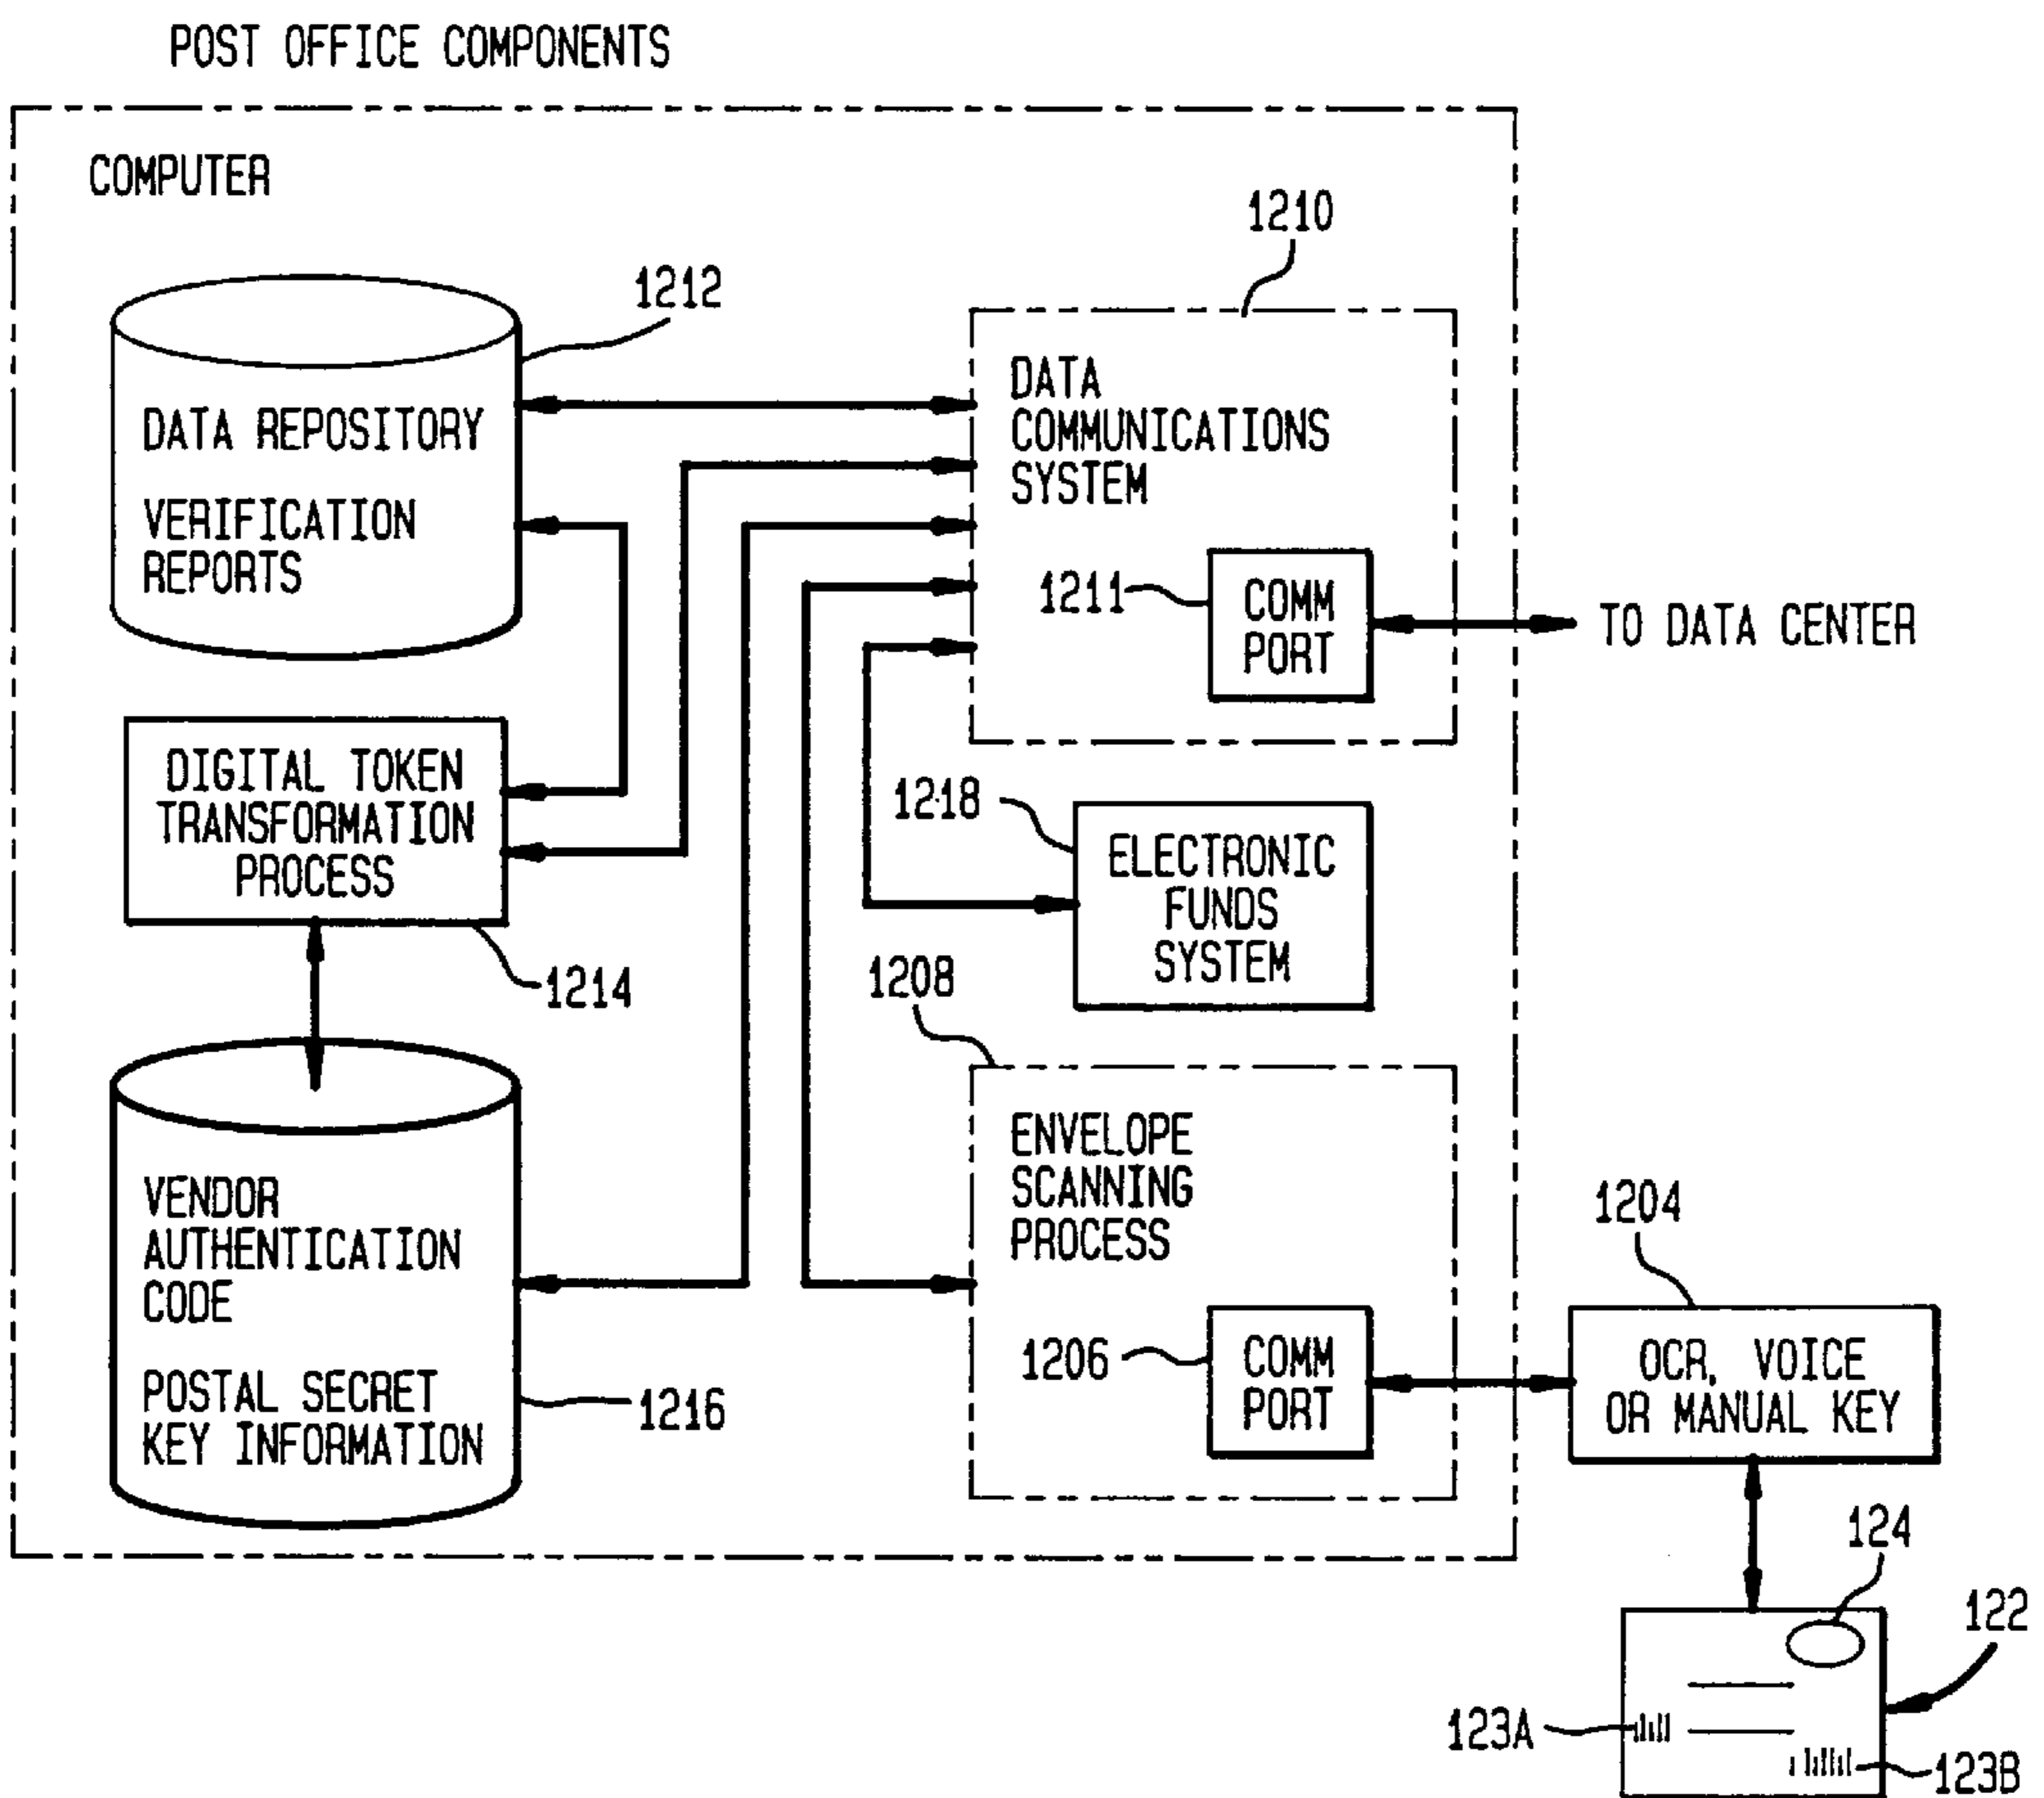 POST OFFICE COMPONENTS
COMPUTER
1210
1212
DATA REPOSITORY
VERIFICATION
REPORTS
DATA
COMMUNICATIONS
SYSTEM
1211
COMM
PORT
TO DATA CENTER
DIGITAL TOKEN
TRANSFORMATION
PROCESS
1214
1218
ELECTRONIC
FUNDS
SYSTEM
1208
VENDOR
AUTHENTICATION
CODE
POSTAL SECRET
KEY INFORMATION
1216
ENVELOPE
SCANNING
PROCESS
1206
COMM
PORT
1204
OCR, VOICE
OR MANUAL KEY
124
122
123A
123B